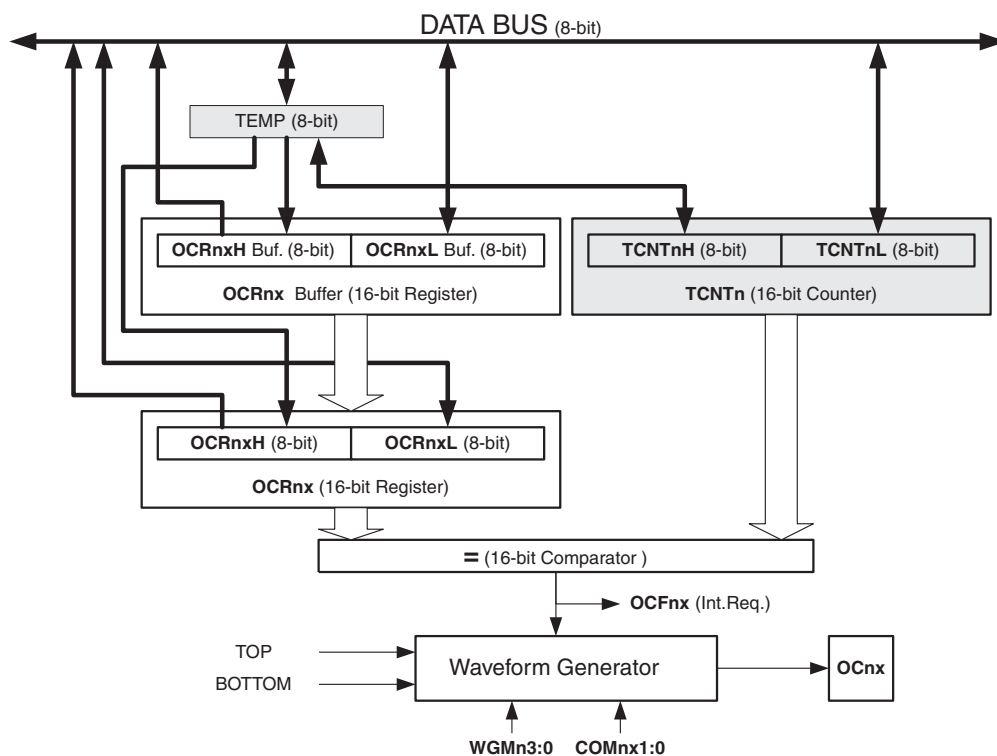 DATA BUS (8-bit)
TEMP (8-bit)
OCRnxH Buf. (8-bit) OCRnxL Buf. (8-bit)
OCRnx Buffer (16-bit Register)
TCNTnH (8-bit) TCNTnL (8-bit)
TCNTn (16-bit Counter)
OCRnxH (8-bit) OCRnxL (8-bit)
OCRnx (16-bit Register)
= (16-bit Comparator )
OCFnx (Int.Req.)
TOP
BOTTOM
Waveform Generator
OCnx
WGMn3:0 COMnx1:0